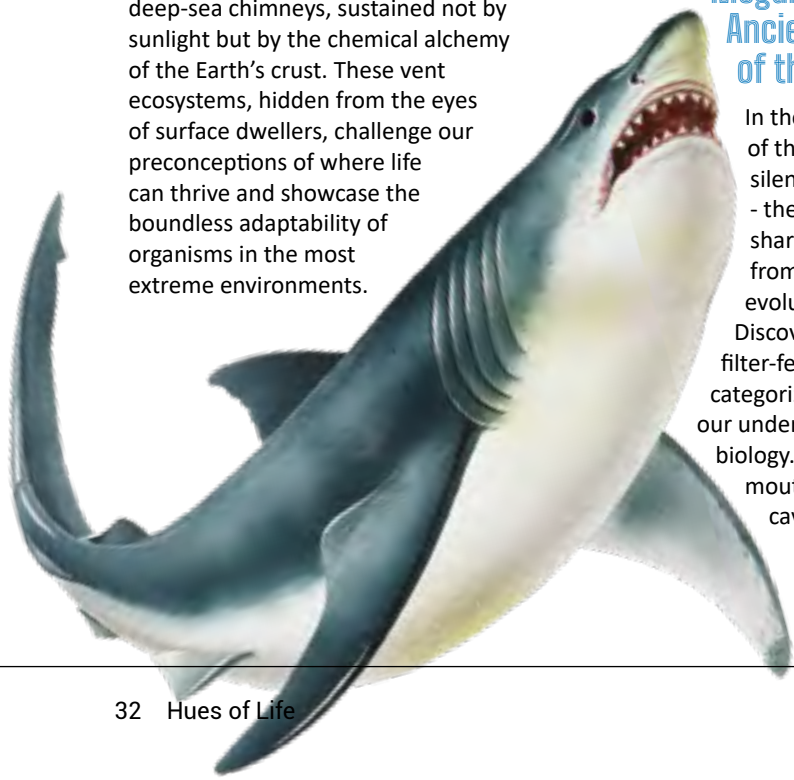 deep-sea chimneys, sustained not by
sunlight but by the chemical alchemy
of the Earth’s crust. These vent
ecosystems, hidden from the eyes
of surface dwellers, challenge our
preconceptions of where life
can thrive and showcase the
boundless adaptability of
organisms in the most
extreme environments.
Ancie
of th
In the
of th
silen
- the
shar
from
evolu
Discov
filter-fe
categori
our under
biology.
mout
cav
32 Hues of Life